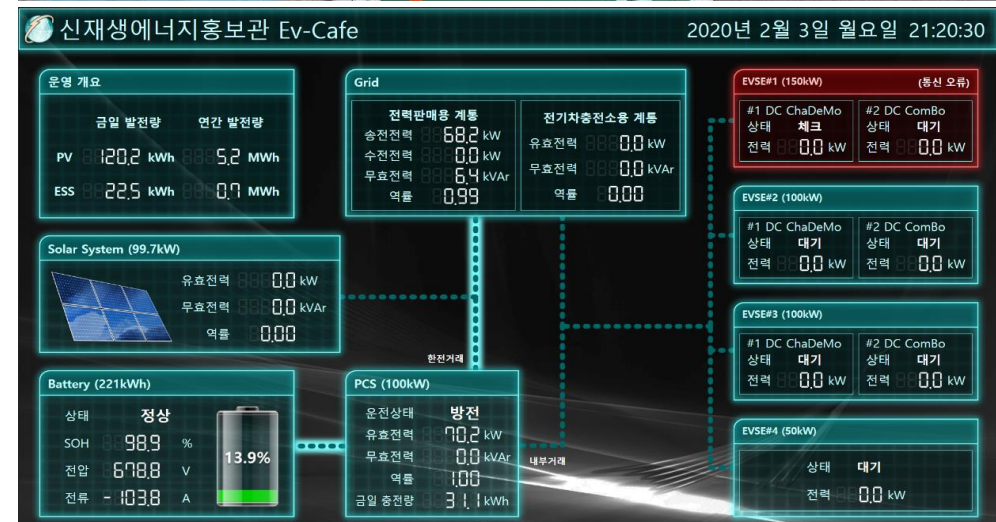 신재생에너지홍보관 Ev-Cafe
2020년 2월 3일 월요일 21:20:30
운영 개요
금일 발전량 연간 발전량
PV 120.2 kWh 5.2 MWh
ESS 22.5 kWh 0.7 MWh
Grid
전력판매용 계통
송전전력 68.2 kW
수전전력 0.0 kW
무효전력 6.4 kVAr
역률 0.99
전기차충전소용 계통
유효전력 0.0 kW
무효전력 0.0 kVAr
역률 0.00
EVSE#1 (150kW) (통신 오류)
#1 DC ChaDeMo
상태 체크
전력 0.0 kW
#2 DC ComBo
상태 대기
전력 0.0 kW
EVSE#2 (100kW)
#1 DC ChaDeMo
상태 대기
전력 0.0 kW
#2 DC ComBo
상태 대기
전력 0.0 kW
Solar System (99.7kW)
유효전력 0.0 kW
무효전력 0.0 kVAr
역률 0.00
EVSE#3 (100kW)
#1 DC ChaDeMo
상태 대기
전력 0.0 kW
#2 DC ComBo
상태 대기
전력 0.0 kW
한전거래
Battery (221kWh)
상태 정상
SOH 98.9 %
전압 678.8 V
전류 -103.8 A
13.9%
PCS (100kW)
운전상태 방전
유효전력 70.2 kW
무효전력 0.0 kVAr
역률 1.00
금일 충전량 31.1 kWh
내부거래
EVSE#4 (50kW)
상태 대기
전력 0.0 kW